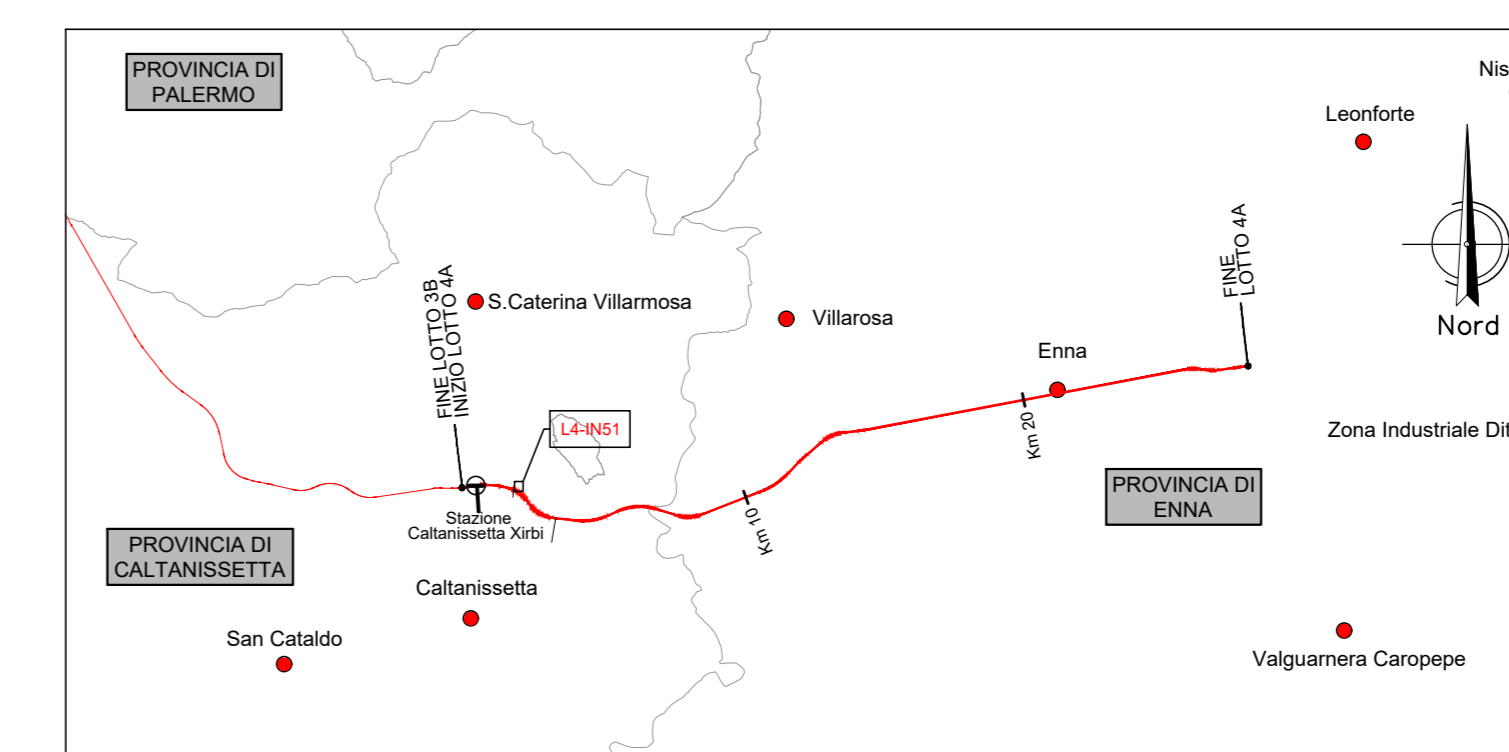 PROVINCIA DI
PALERMO
Nis
Leonforte
Nord
FINE
LOTTO 4A
FINE LOTTO 3B
INIZIO LOTTO 4A
S.Caterina Villarmosa
Villarosa
Enna
Km 20
L4-IN51
Zona Industriale Dit
PROVINCIA DI
ENNA
Km 10
Stazione
Caltanissetta Xirbi
PROVINCIA DI
CALTANISSETTA
Caltanissetta
San Cataldo
Valguarnera Caropepe